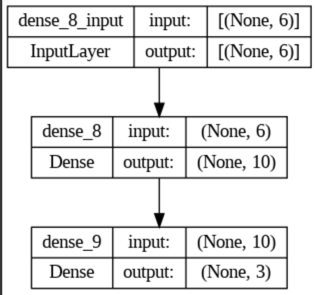 dense_8_input input: [(None, 6)]
InputLayer output: [(None, 6)]
dense_8 input: (None, 6)
Dense output: (None, 10)
dense_9 input: (None, 10)
Dense output: (None, 3)